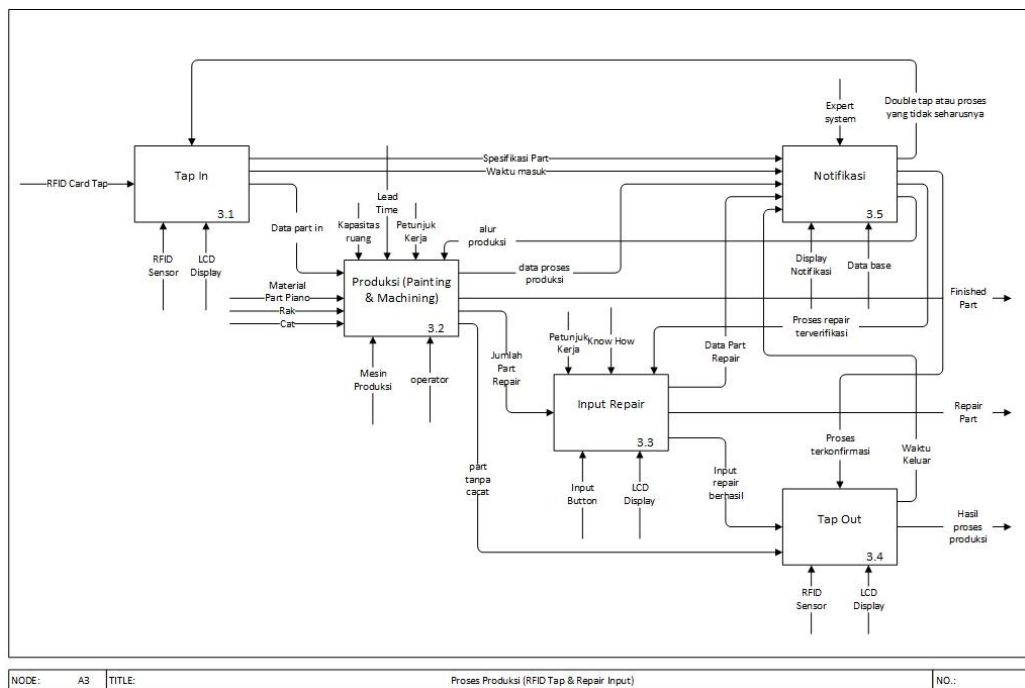 Expert
system
Double tap atau proses
yang tidak seharusnya
Tap In
3.1
RFID Card Tap
RFID
Sensor
LCD
Display
Spesifikasi Part
Waktu masuk
Data part in
Notifikasi
3.5
Lead
Time
Kapasitas
ruang
Petunjuk
Kerja
alur
produksi
Display
Notifikasi
Data base
Produksi (Painting
& Machining)
3.2
data proses
produksi
Material
Part Piano
Rak
Cat
Finished
Part
Proses repair
terverifikasi
Mesin
Produksi
operator
Jumlah
Part
Repair
Petunjuk
Kerja
Know How
Data Part
Repair
Input Repair
3.3
Repair
Part
Input
Button
LCD
Display
part
tanpa
cacat
Input
repair
berhasil
Proses
terkonfirmasi
Waktu
Keluar
Tap Out
3.4
Hasil
proses
produksi
RFID
Sensor
LCD
Display
NODE: A3 TITLE: Proses Produksi (RFID Tap & Repair Input) NO.: